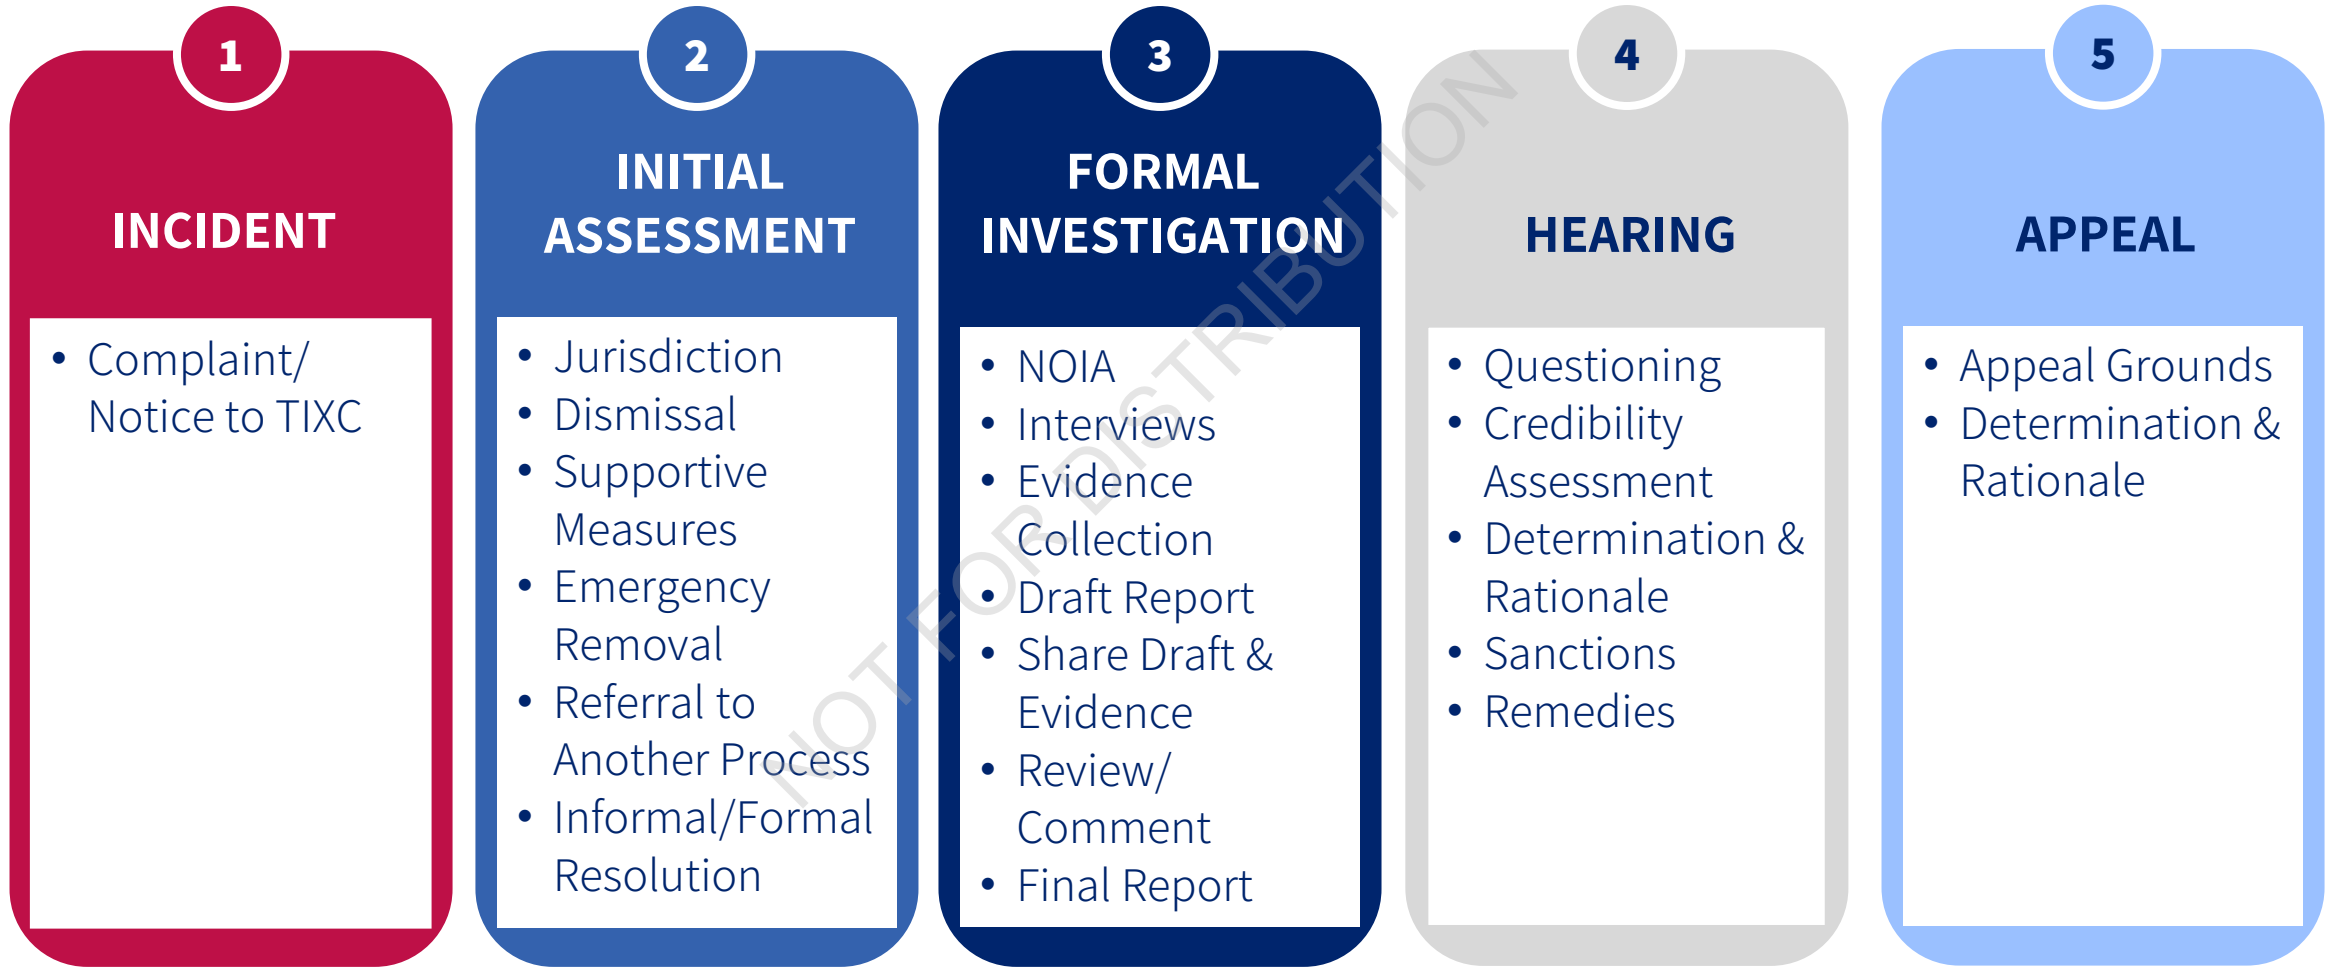 1
INCIDENT
• Complaint/
Notice to TIXC
2
INITIAL
ASSESSMENT
• Jurisdiction
• Dismissal
• Supportive
Measures
• Emergency
Removal
• Referral to
Another Process
• Informal/Formal
Resolution
3
FORMAL
INVESTIGATION
• NOIA
• Interviews
• Evidence
Collection
• Draft Report
• Share Draft &
Evidence
• Review/
Comment
• Final Report
4
HEARING
• Questioning
• Credibility
Assessment
• Determination &
Rationale
• Sanctions
• Remedies
5
APPEAL
• Appeal Grounds
• Determination &
Rationale
NOT FOR DISTRIBUTION